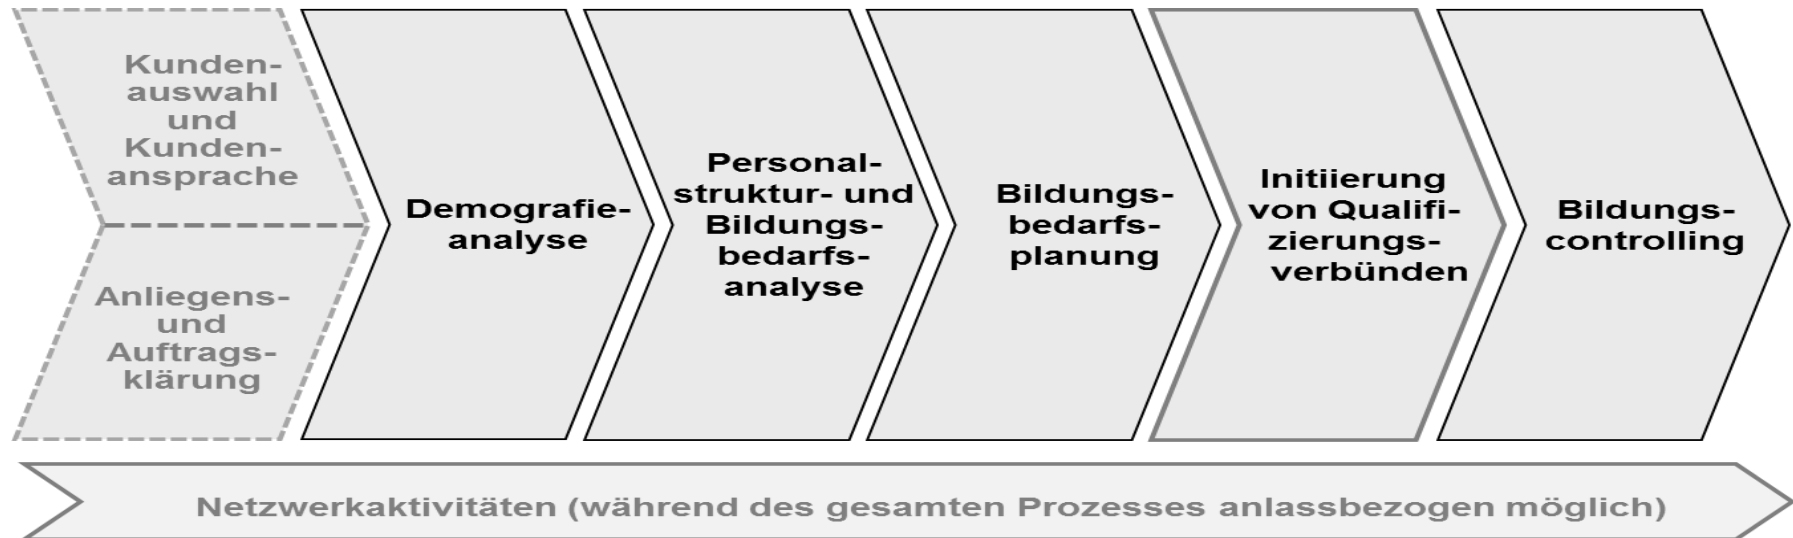 Kunden-
auswahl
und
Kunden-
ansprache
Anliegens-
und
Auftrags-
klärung
Demografie-
analyse
Personal-
struktur- und
Bildungs-
bedarfs-
analyse
Bildungs-
bedarfs-
planung
Initiierung
von Qualifi-
zierungs-
verbünden
Bildungs-
controlling
Netzwerkaktivitäten (während des gesamten Prozesses anlassbezogen möglich)